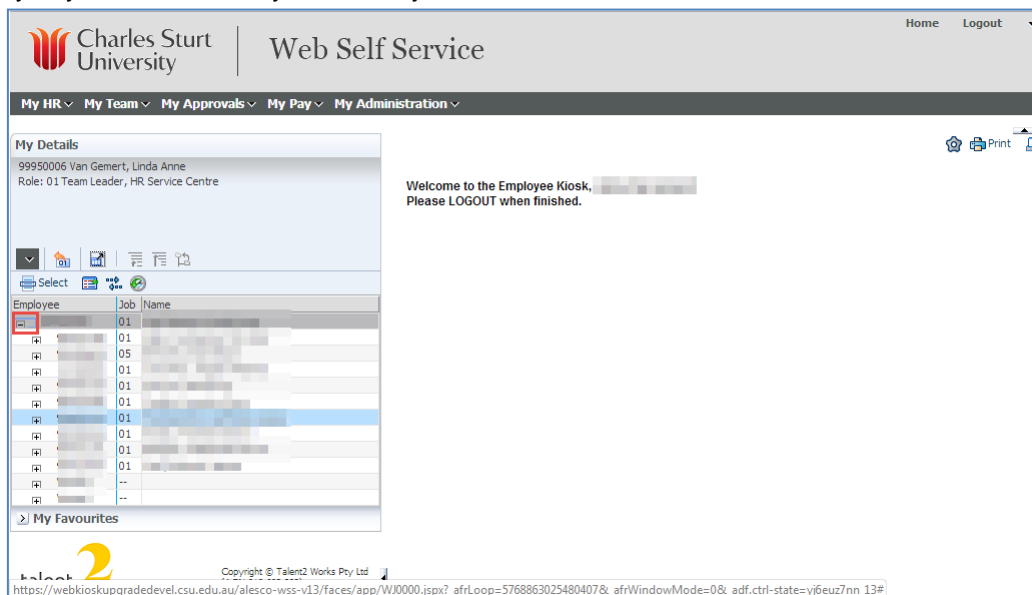 Home Logout
Charles Sturt
University
Web Self Service
My HR My Team My Approvals My Pay My Administration
My Details
Print
99950006 Van Gemert, Linda Anne
Role: 01 Team Leader, HR Service Centre
Welcome to the Employee Kiosk,
Please LOGOUT when finished.
01
Select
Employee Job Name
01
01
05
01
01
01
01
01
01
01
--
--
My Favourites
2
Copyright © Talent2 Works Pty Ltd
https://webkioskupgradedevel.csu.edu.au/alesco-wss-v13/faces/app/WJ0000.jspx?_afrLoop=57688630254804078&_afrWindowMode=0&_adf.ctrl-state=yj6euz7nn_13#